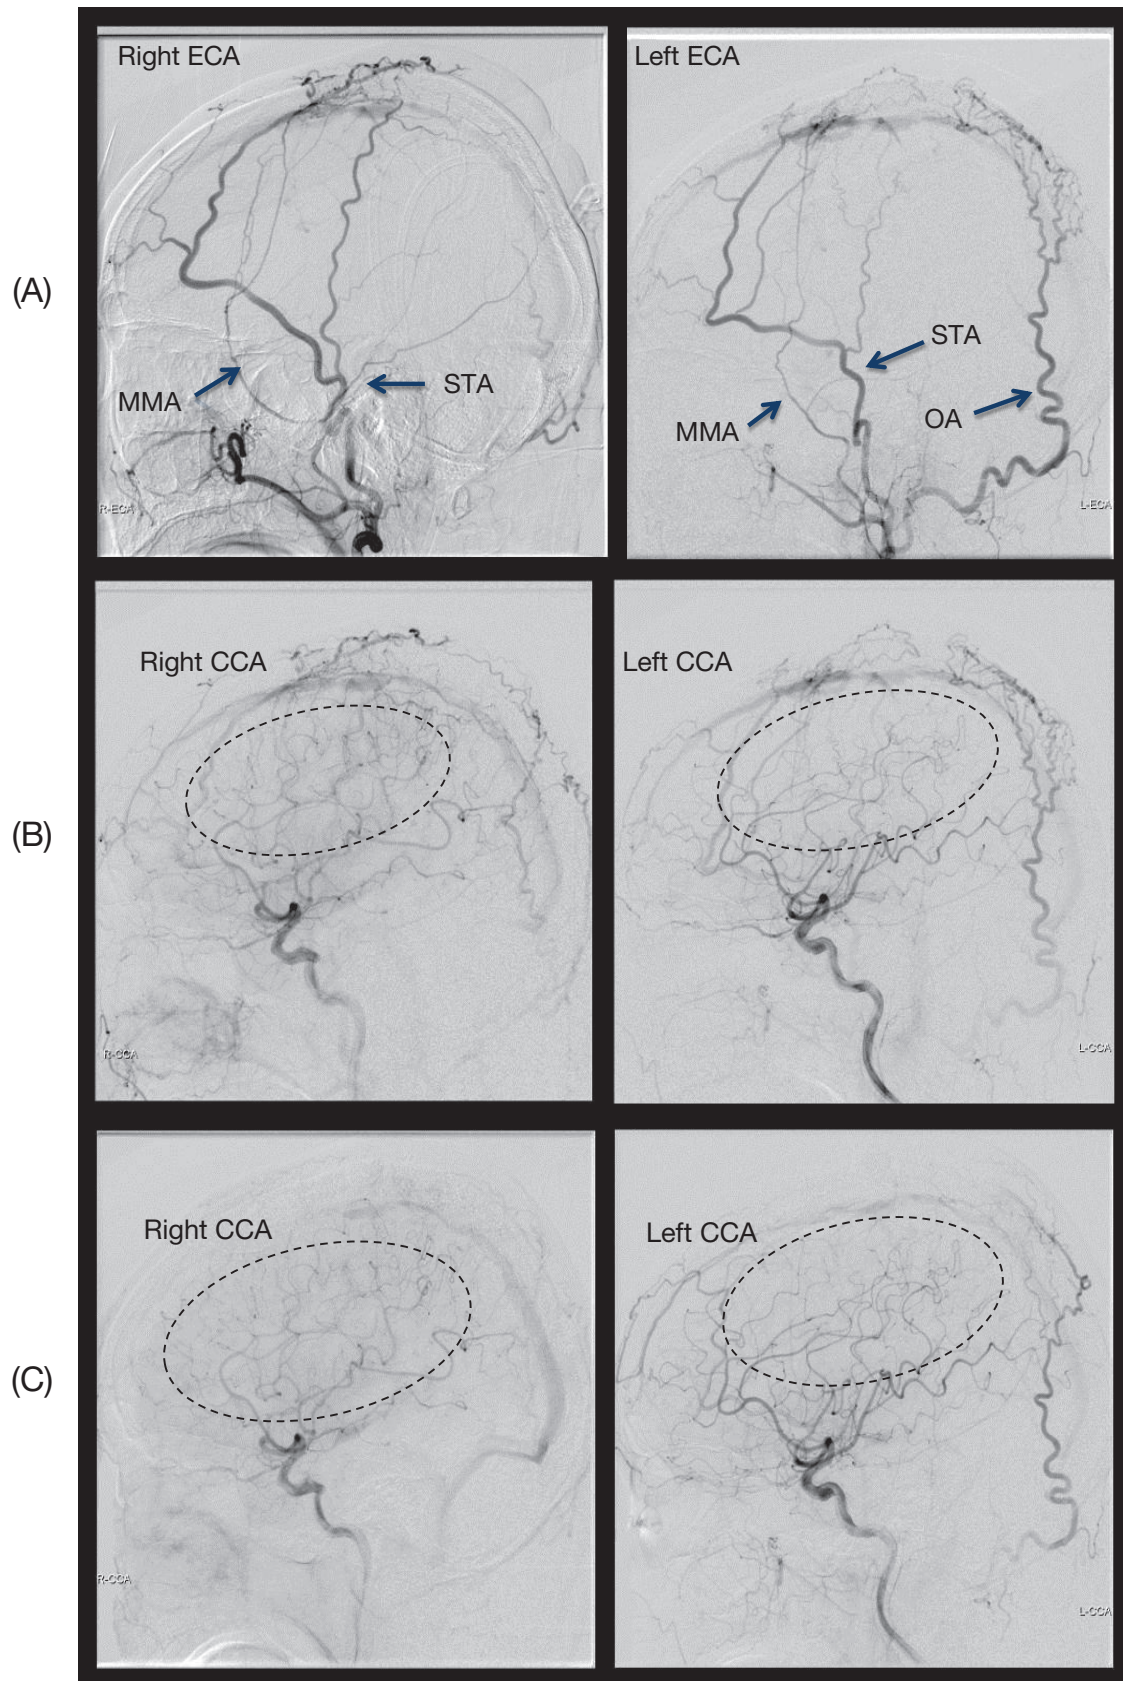 Right ECA
Left ECA
(A)
MMA
STA
STA
MMA
OA
R-ECA
L-ECA
Right CCA
Left CCA
(B)
R-CCA
L-CCA
Right CCA
Left CCA
(C)
R-CCA
L-CCA